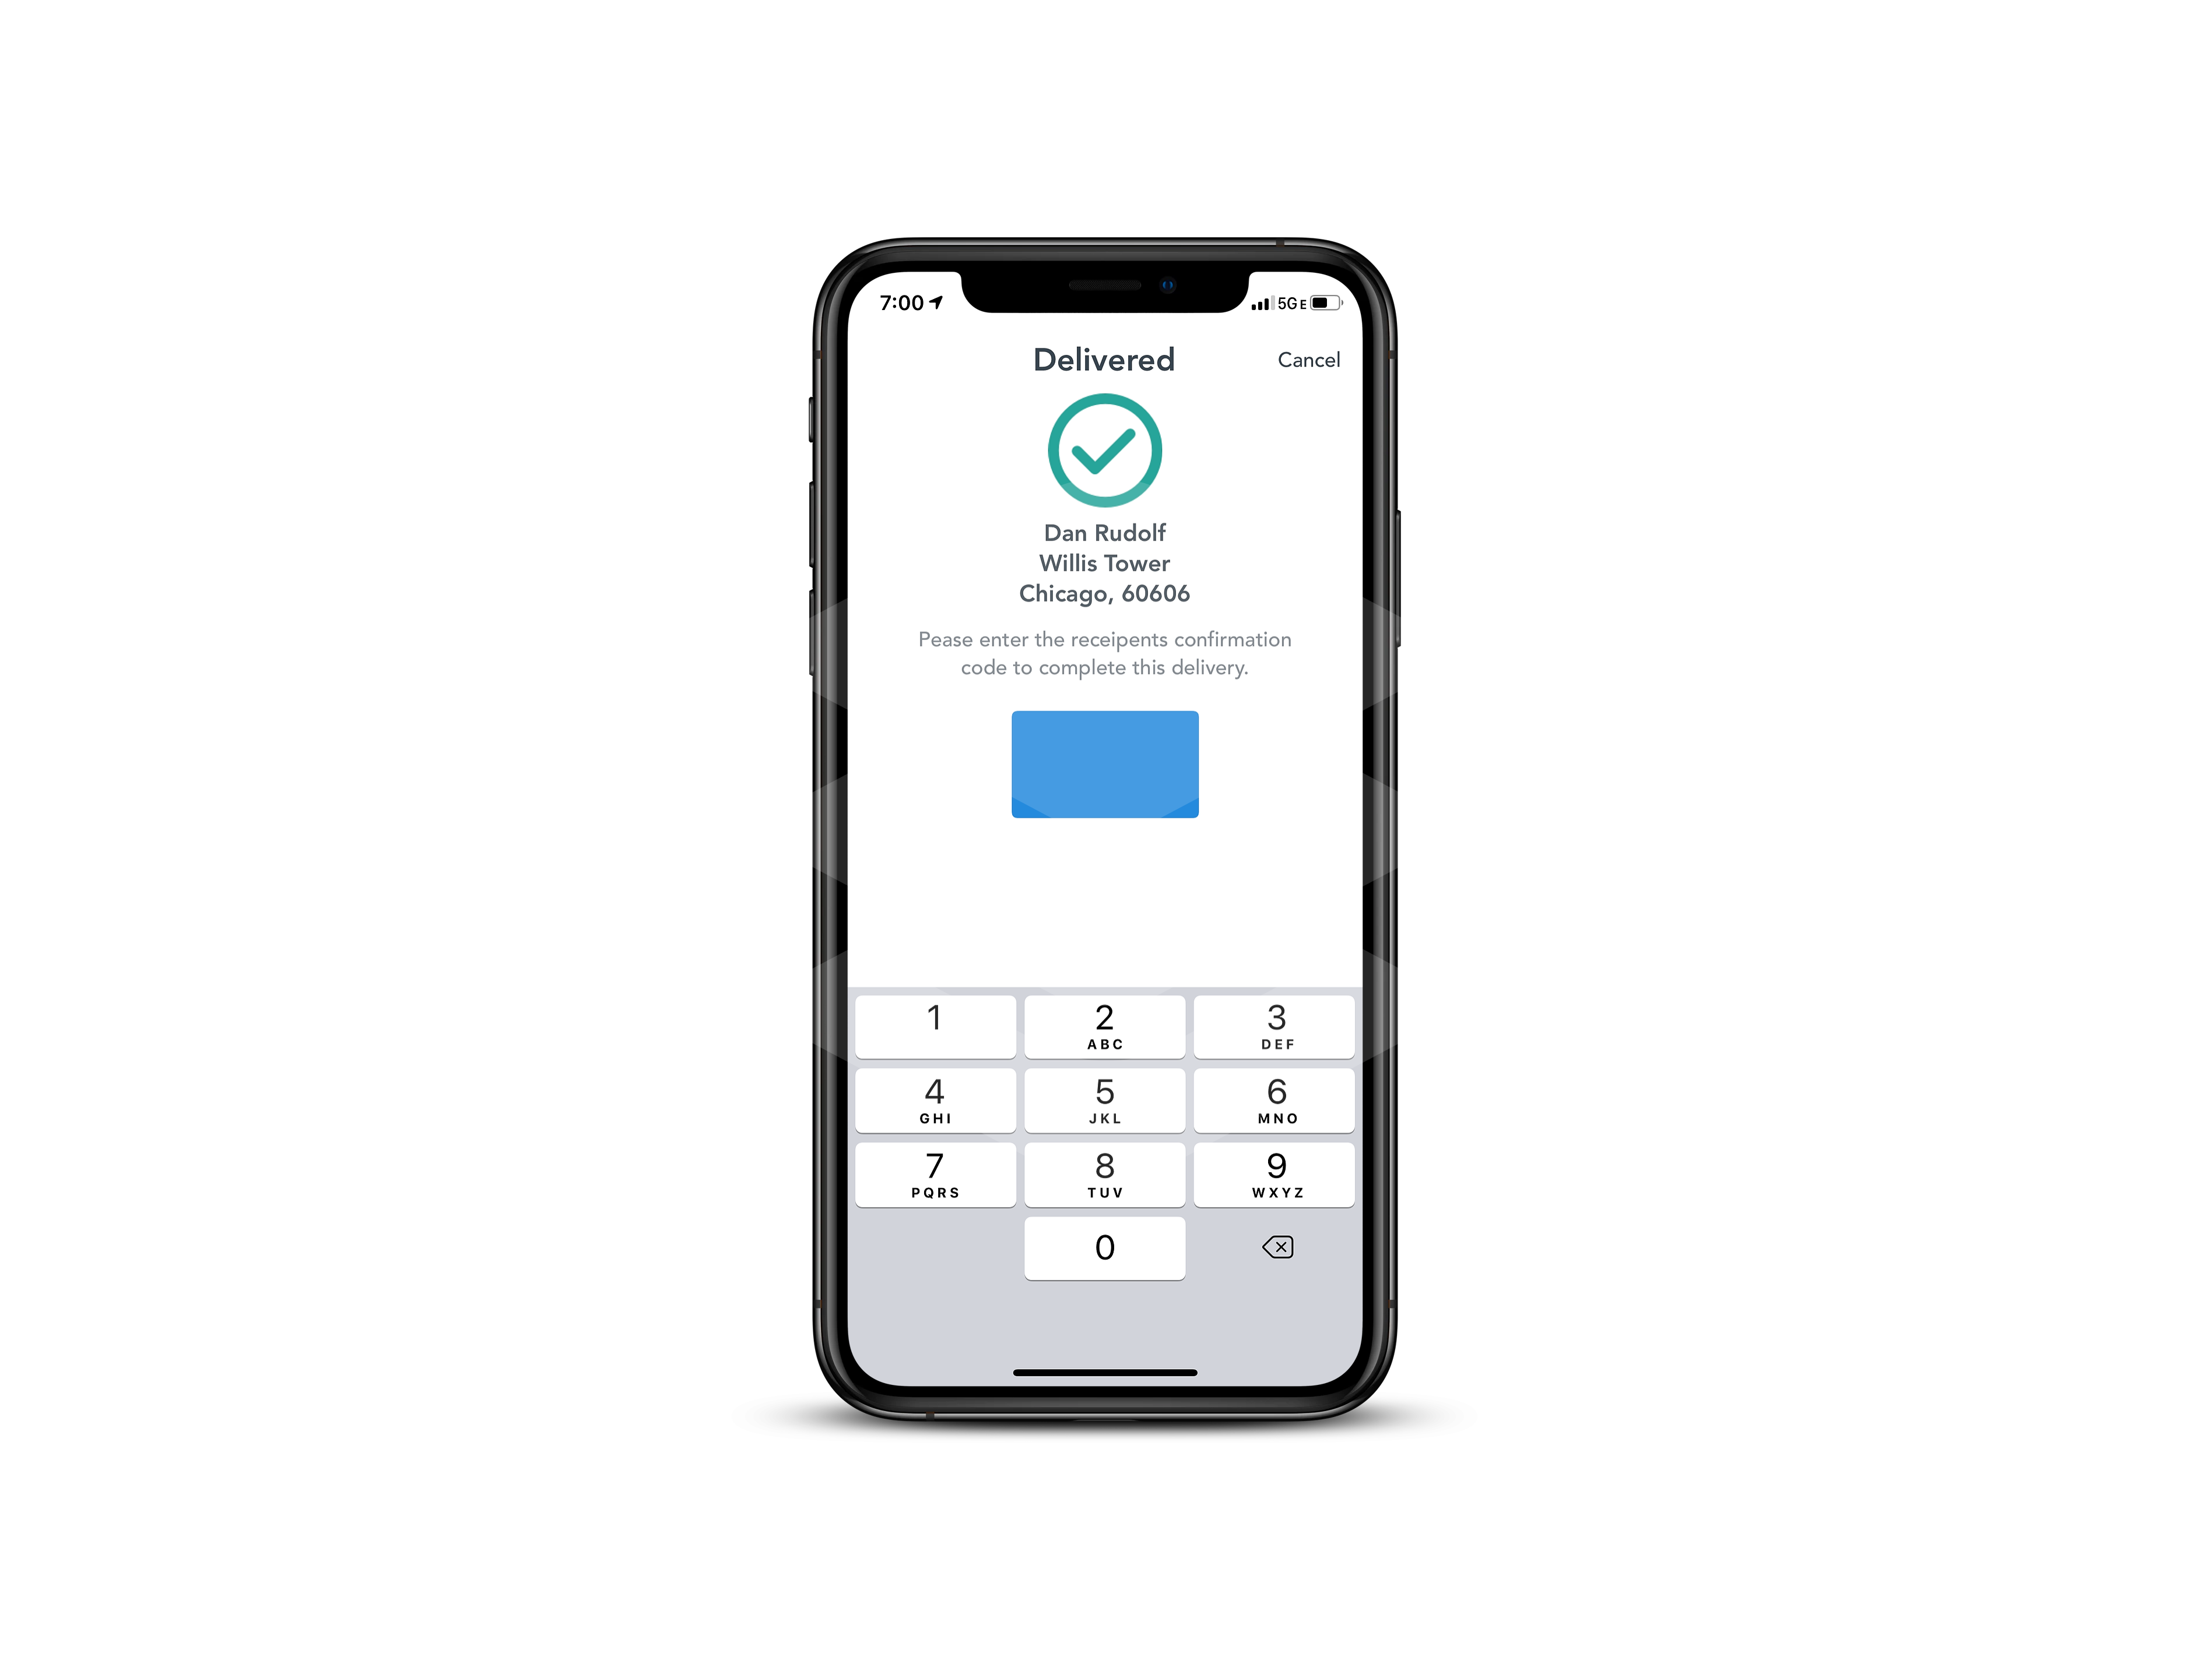 7:00
5GE
Delivered
Cancel
Dan Rudolf
Willis Tower
Chicago, 60606
Pease enter the receipents confirmation
code to complete this delivery.
1
2
3
ABC
DEF
4
5
6
GHI
JKL
MNO
7
8
9
PQRS
TUV
WXYZ
0